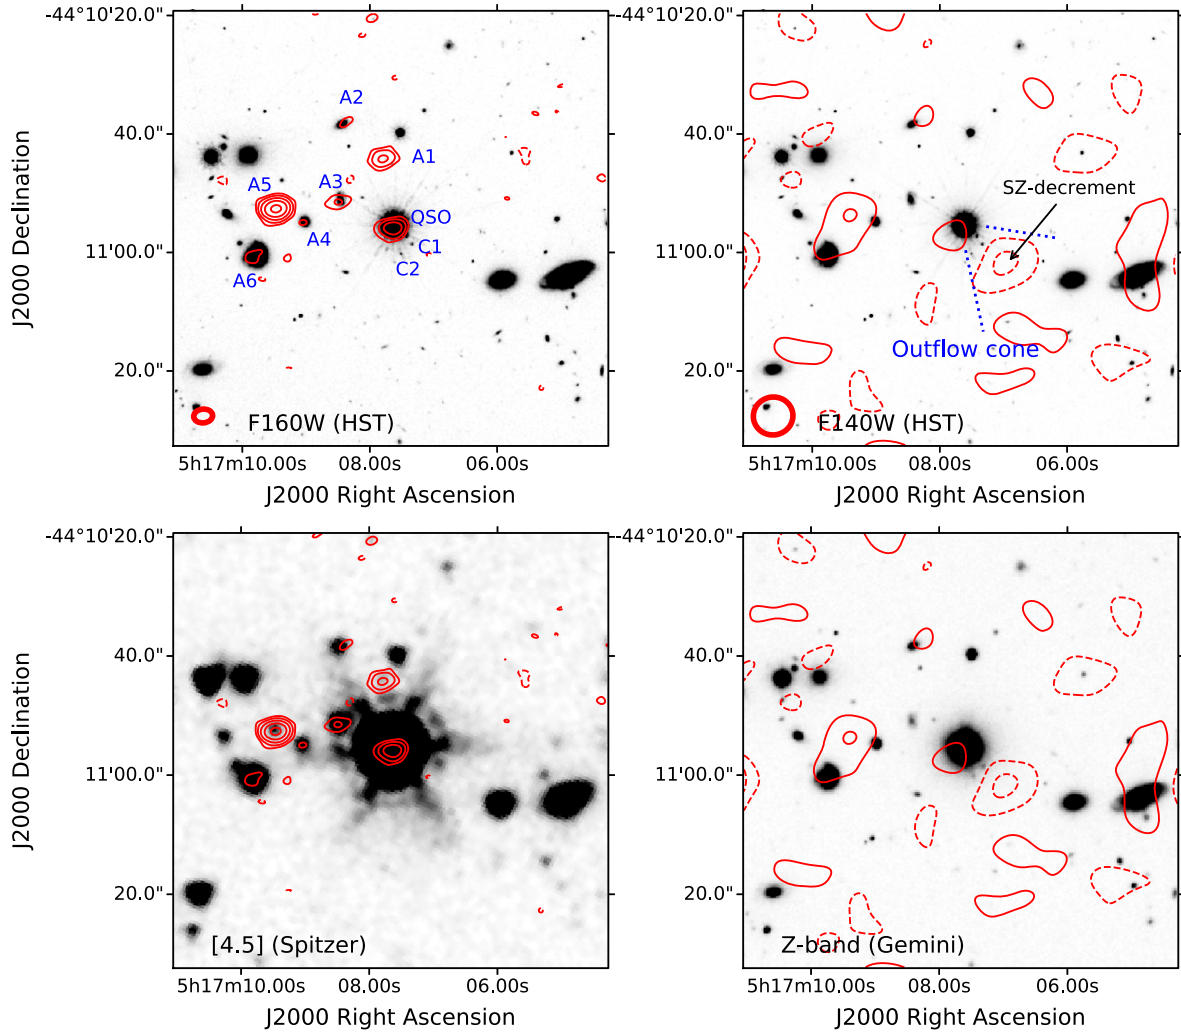 -44°10'20.0"
40.0"
11'00.0"
20.0"
J2000 Declination
A2
A1
A3
A5
QSO
A4
C1
C2
A6
F160W (HST)
5h17m10.00s
08.00s
06.00s
J2000 Right Ascension
-44°10'20.0"
40.0"
11'00.0"
20.0"
J2000 Declination
SZ-decrement
Outflow cone
F140W (HST)
5h17m10.00s
08.00s
06.00s
J2000 Right Ascension
-44°10'20.0"
40.0"
11'00.0"
20.0"
J2000 Declination
[4.5] (Spitzer)
5h17m10.00s
08.00s
06.00s
J2000 Right Ascension
-44°10'20.0"
40.0"
11'00.0"
20.0"
J2000 Declination
Z-band (Gemini)
5h17m10.00s
08.00s
06.00s
J2000 Right Ascension